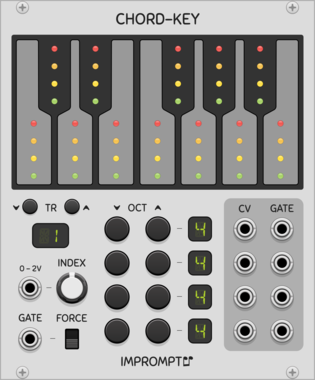 CHORD-KEY
TR
OCT
CV GATE
1
4
0-2V
INDEX
4
4
GATE
FORCE
4
IMPROMPTU